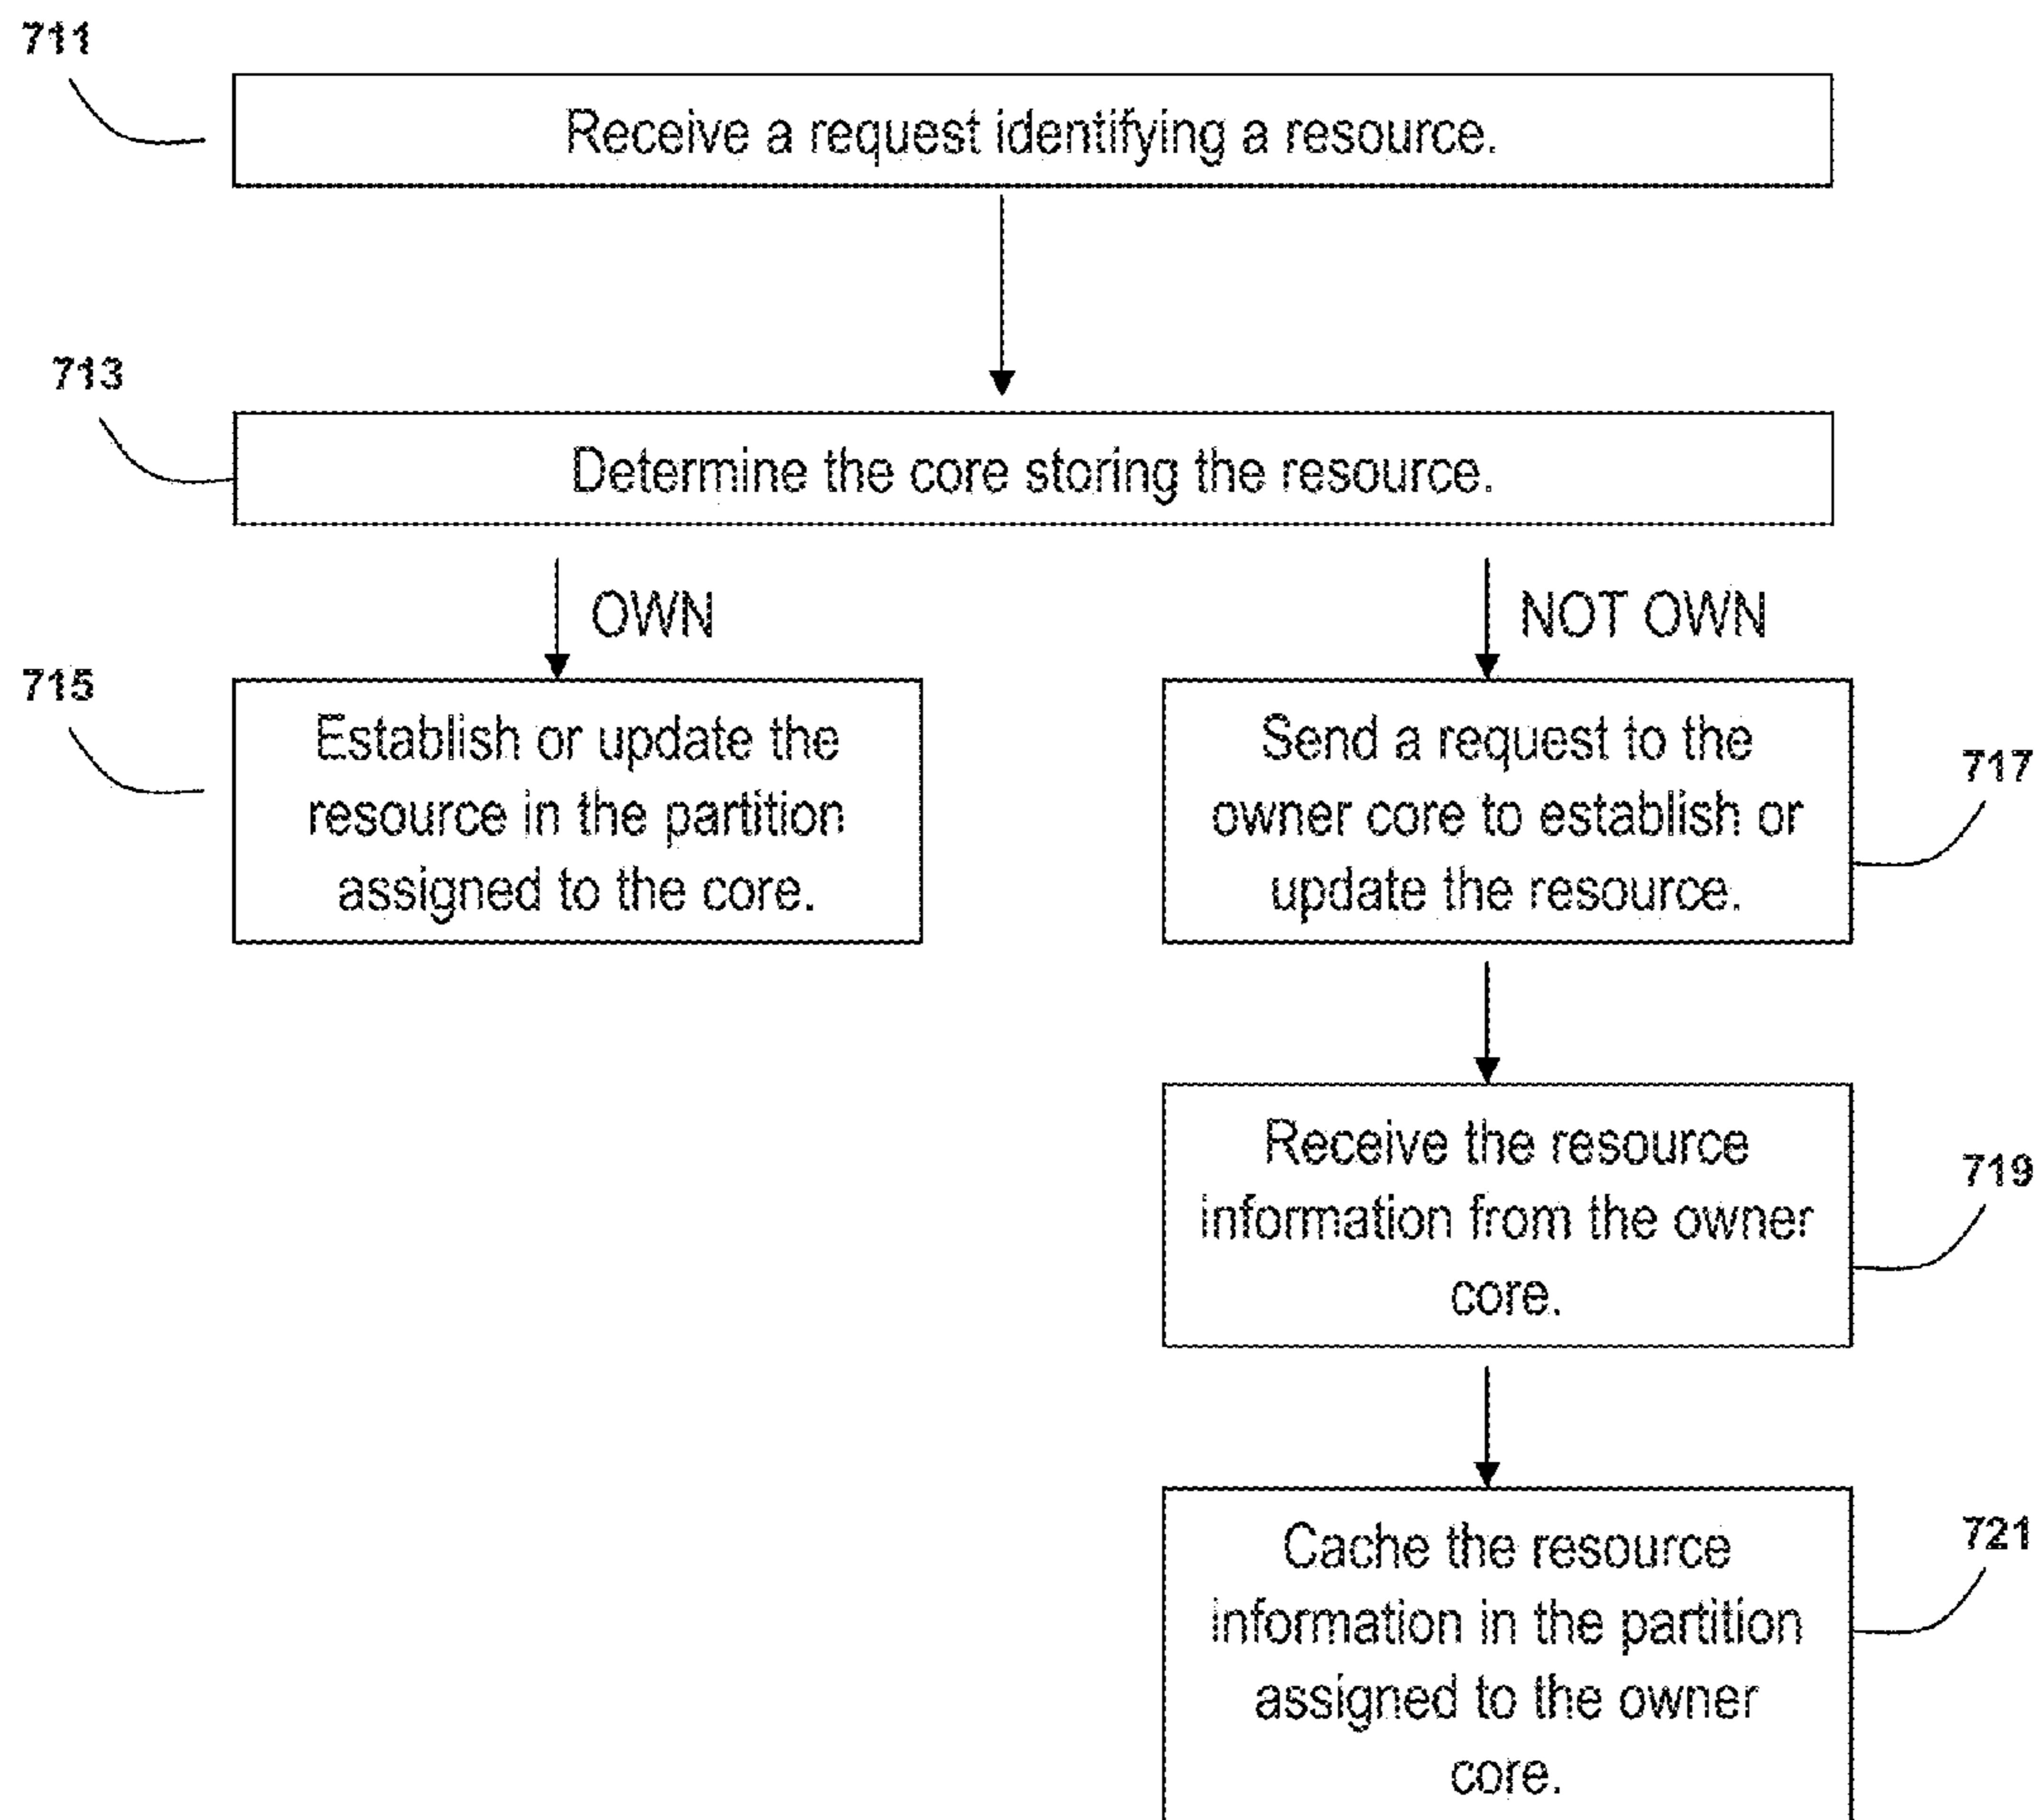 711
Receive a request identifying a resource.
713
Determine the core storing the resource.
OWN
NOT OWN
715
Establish or update the
resource in the partition
assigned to the core.
Send a request to the
owner core to establish or
update the resource.
717
Receive the resource
information from the owner
core.
719
Cache the resource
information in the partition
assigned to the owner
core.
721